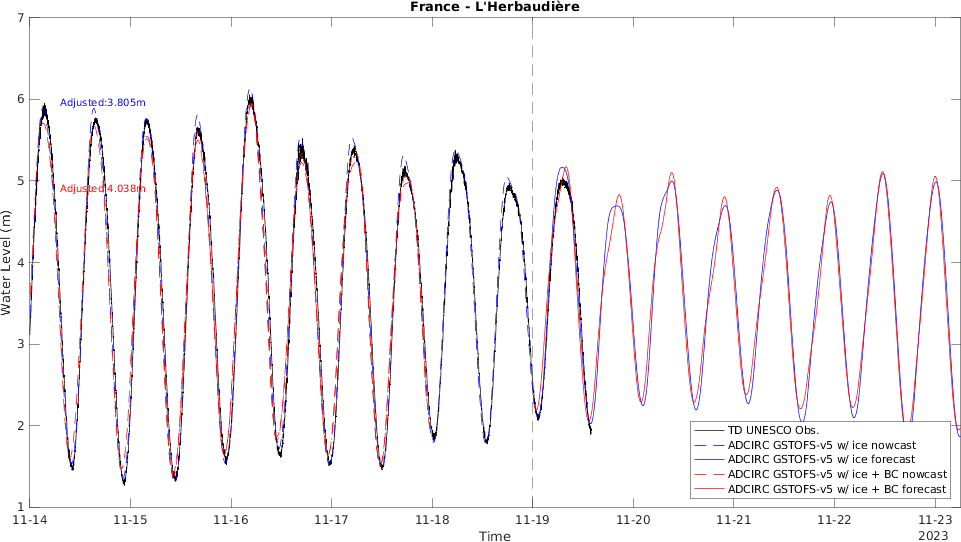 France - L'Herbaudière
7
6
5
4
3
2
1
Water Level (m)
Adjusted:3.805m
Adjusted:4.038m
TD UNESCO Obs.
ADCIRC GSTOFS-v5 w/ ice nowcast
ADCIRC GSTOFS-v5 w/ ice forecast
ADCIRC GSTOFS-v5 w/ ice + BC nowcast
ADCIRC GSTOFS-v5 w/ ice + BC forecast
11-14
11-15
11-16
11-17
11-18
11-19
11-20
11-21
11-22
11-23
Time
2023